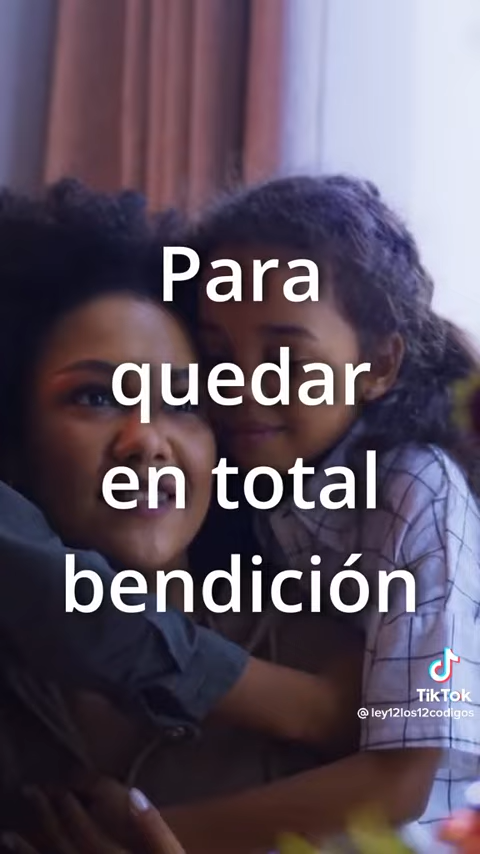 Para
quedar
en total
bendición
TikTok
@ ley12los12codigos